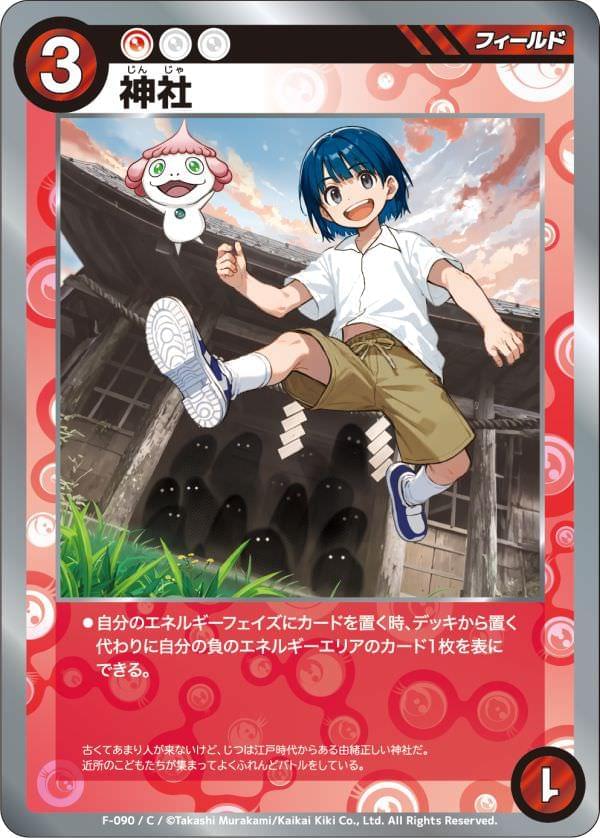 3
フィールド
じんじゃ
神社
●自分のエネルギーフェイズにカードを置く時、デッキから置く
代わりに自分の負のエネルギーエリアのカード1枚を表に
できる。
古くてあまり人が来ないけど、じつは江戸時代からある由緒正しい神社だ。
近所のこどもたちが集まってよくふれんどバトルをしている。
1
F-090 / C / ©Takashi Murakami/Kaikai Kiki Co., Ltd. All Rights Reserved.